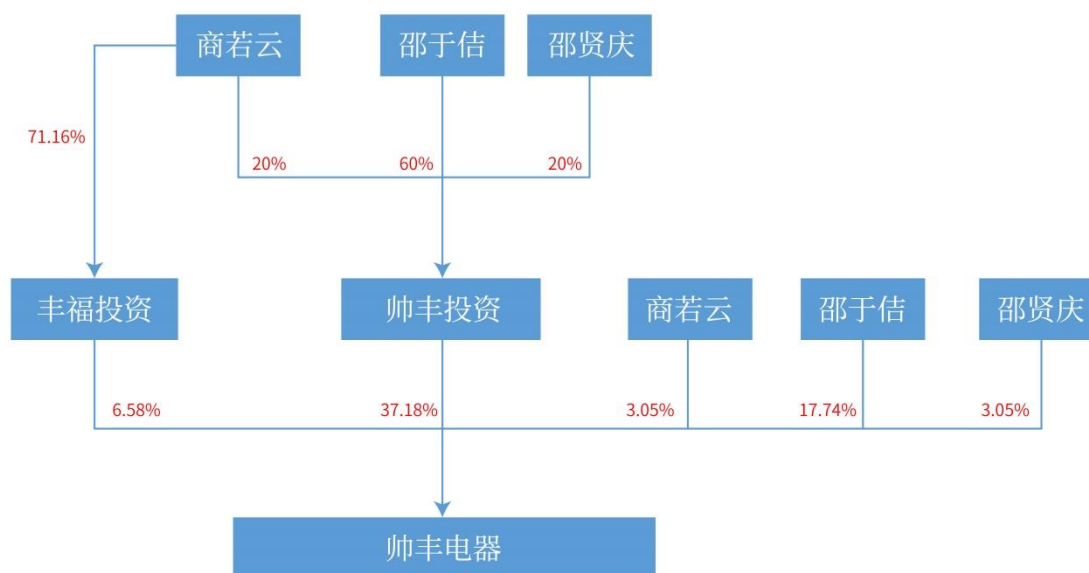 商若云
邵于佶
邵贤庆
71.16%
20%
60%
20%
丰福投资
帅丰投资
商若云
邵于佶
邵贤庆
6.58%
37.18%
3.05%
17.74%
3.05%
帅丰电器